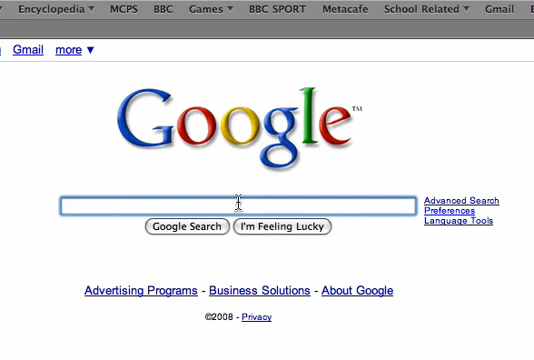 Encyclopedia ▾ MCPS BBC Games ▾ BBC SPORT Metacafe School Related ▾ Gmail
Gmail more ▼
Google™
Advanced Search
Preferences
Language Tools
Google Search I'm Feeling Lucky
Advertising Programs - Business Solutions - About Google
©2008 - Privacy